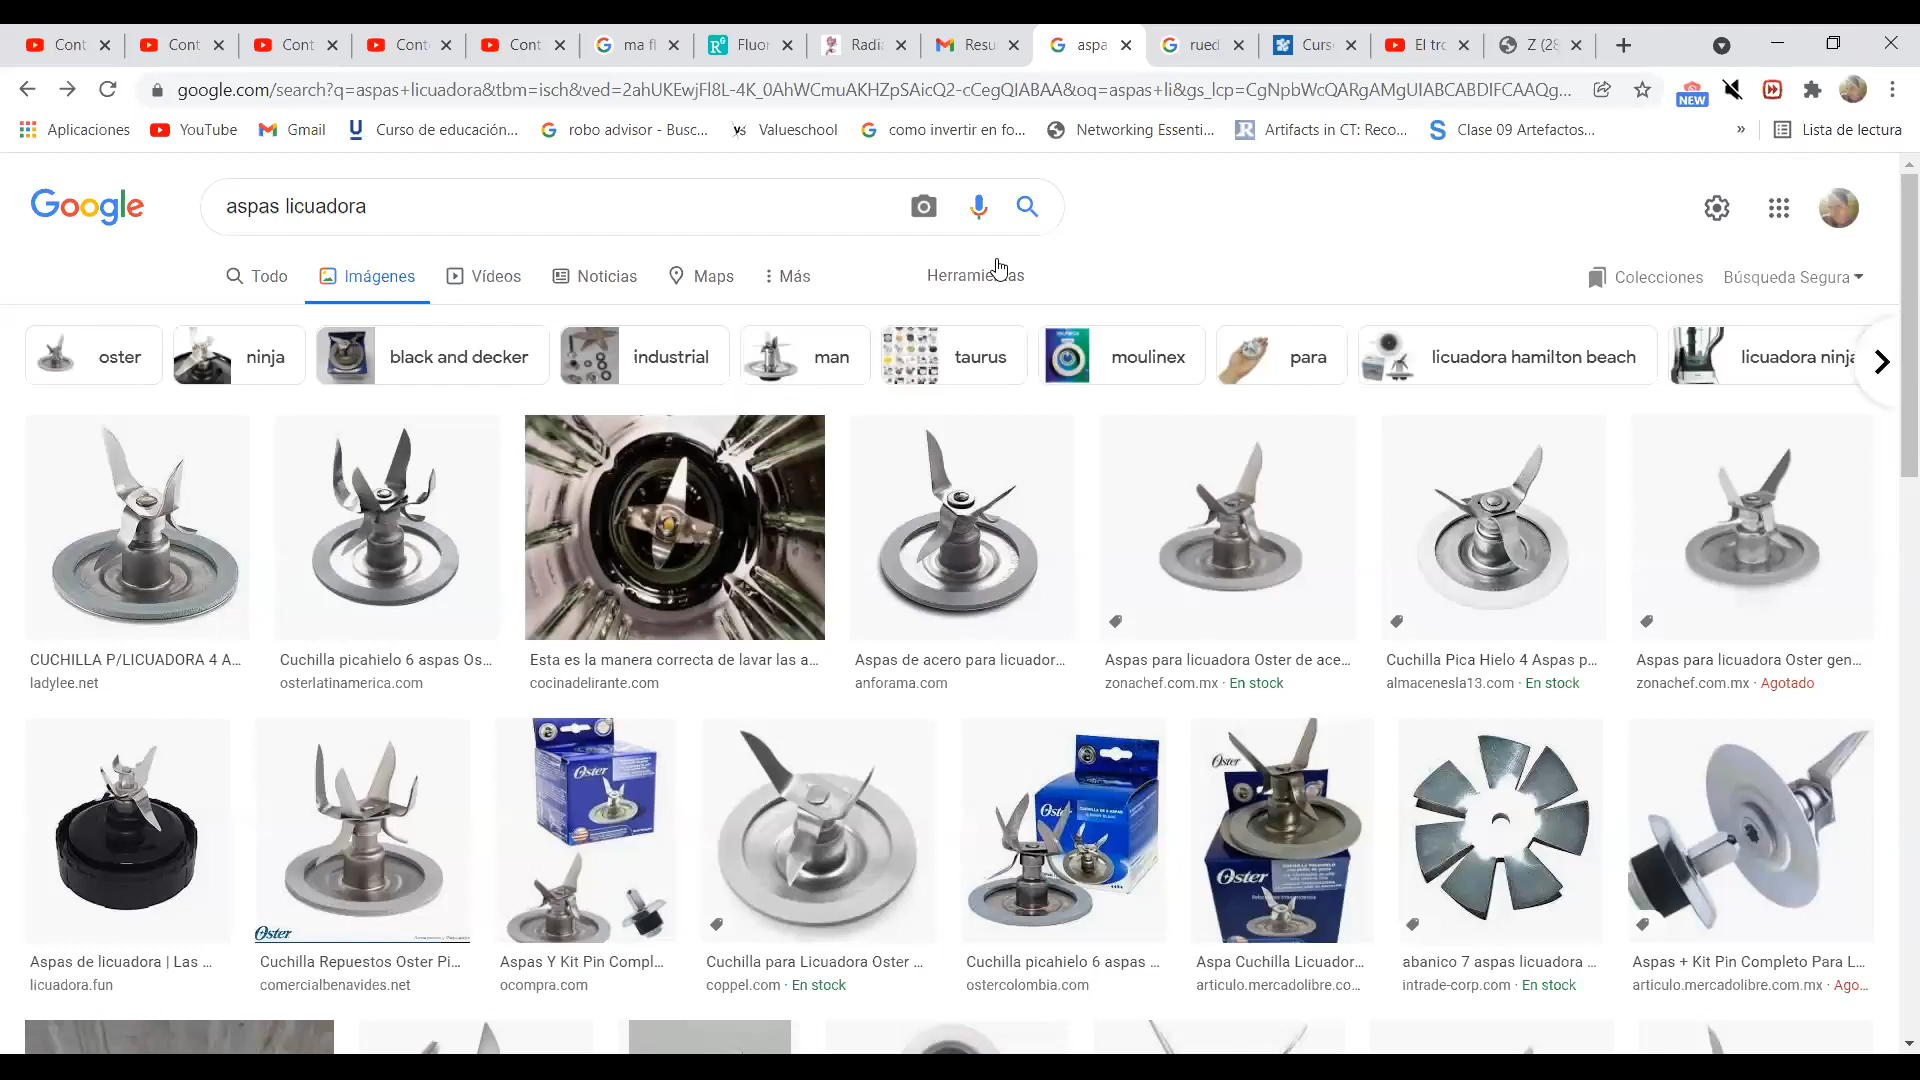 Cont
Cont
Cont
Conte
Cont
ma fl
Fluor
Radia
Resu
aspa
rued
Curs
El tro
Z (28
google.com/search?q=aspas+licuadora&tbm=isch&ved=2ahUKEwjFl8L-4K_0AhWCmuAKHZpSAicQ2-cCegQIABAA&oq=aspas+li&gs_lcp=CgNpbWcQARgAMgUIABCABDIFCAAQg...
NEW
Aplicaciones
YouTube
Gmail
Curso de educación...
robo advisor - Busc...
Valueschool
como invertir en fo...
Networking Essenti...
Artifacts in CT: Reco...
Clase 09 Artefactos...
»
Lista de lectura
Google
aspas licuadora
Todo
Imágenes
Vídeos
Noticias
Maps
Más
Herramientas
Colecciones
Búsqueda Segura
oster
ninja
black and decker
industrial
man
taurus
moulinex
para
licuadora hamilton beach
licuadora ninja
CUCHILLA P/LICUADORA 4 A...
ladylee.net
Cuchilla picahielo 6 aspas Os...
osterlatinamerica.com
Esta es la manera correcta de lavar las a...
cocinadelirante.com
Aspas de acero para licuador...
anforama.com
Aspas para licuadora Oster de ace...
zonachef.com.mx · En stock
Cuchilla Pica Hielo 4 Aspas p...
almacenesla13.com · En stock
Aspas para licuadora Oster gen...
zonachef.com.mx · Agotado
Oster
Oster
Oster
Oster
Oster
Aspas de licuadora | Las ...
licuadora.fun
Cuchilla Repuestos Oster Pi...
comercialbenavides.net
Aspas Y Kit Pin Compl...
ocompra.com
Cuchilla para Licuadora Oster ...
coppel.com · En stock
Cuchilla picahielo 6 aspas ...
ostercolombia.com
Aspa Cuchilla Licuador...
articulo.mercadolibre.co...
abanico 7 aspas licuadora ...
intrade-corp.com · En stock
Aspas + Kit Pin Completo Para L...
articulo.mercadolibre.com.mx · Ago...